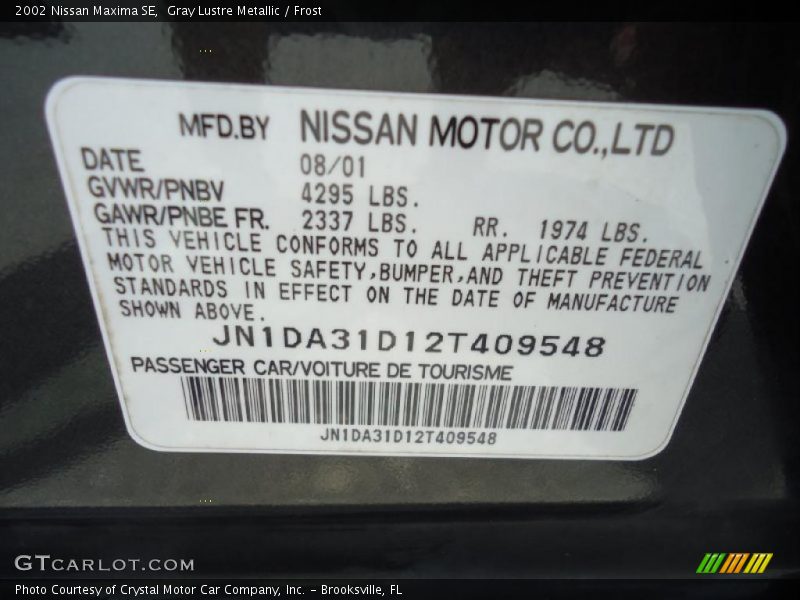 2002 Nissan Maxima SE,  Gray Lustre Metallic / Frost
MFD.BY NISSAN MOTOR CO.,LTD
DATE 08/01
GVWR/PNBV 4295 LBS.
GAWR/PNBE FR. 2337 LBS. RR. 1974 LBS.
THIS VEHICLE CONFORMS TO ALL APPLICABLE FEDERAL
MOTOR VEHICLE SAFETY,BUMPER,AND THEFT PREVENTION
STANDARDS IN EFFECT ON THE DATE OF MANUFACTURE
SHOWN ABOVE.
JN1DA31D12T409548
PASSENGER CAR/VOITURE DE TOURISME
JN1DA31D12T409548
GTCARLOT.COM
Photo Courtesy of Crystal Motor Car Company, Inc. – Brooksville, FL